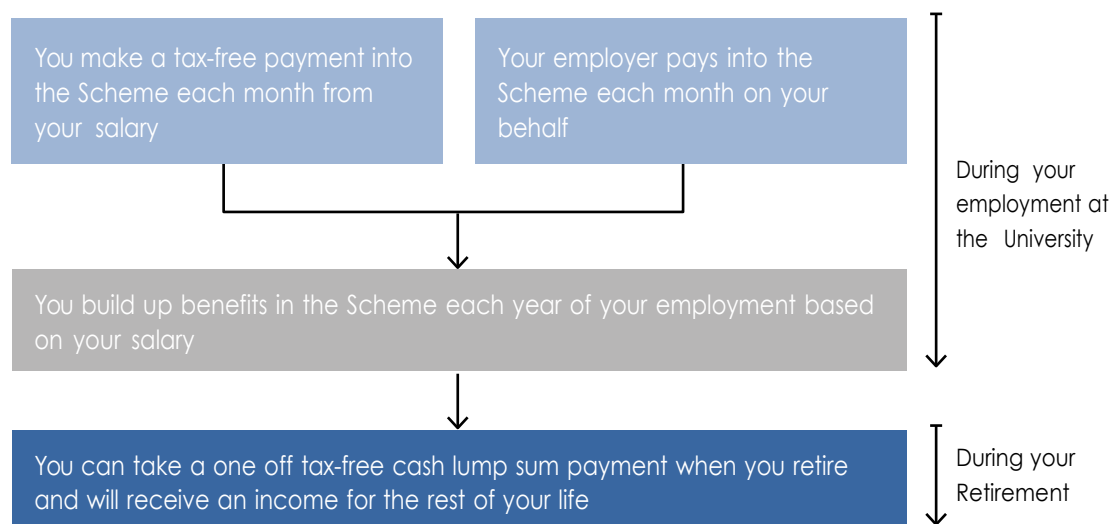 You make a tax-free payment into
the Scheme each month from
your salary
Your employer pays into the
Scheme each month on your
behalf
During your
employment at
the University
You build up benefits in the Scheme each year of your employment based
on your salary
You can take a one off tax-free cash lump sum payment when you retire
and will receive an income for the rest of your life
During your
Retirement